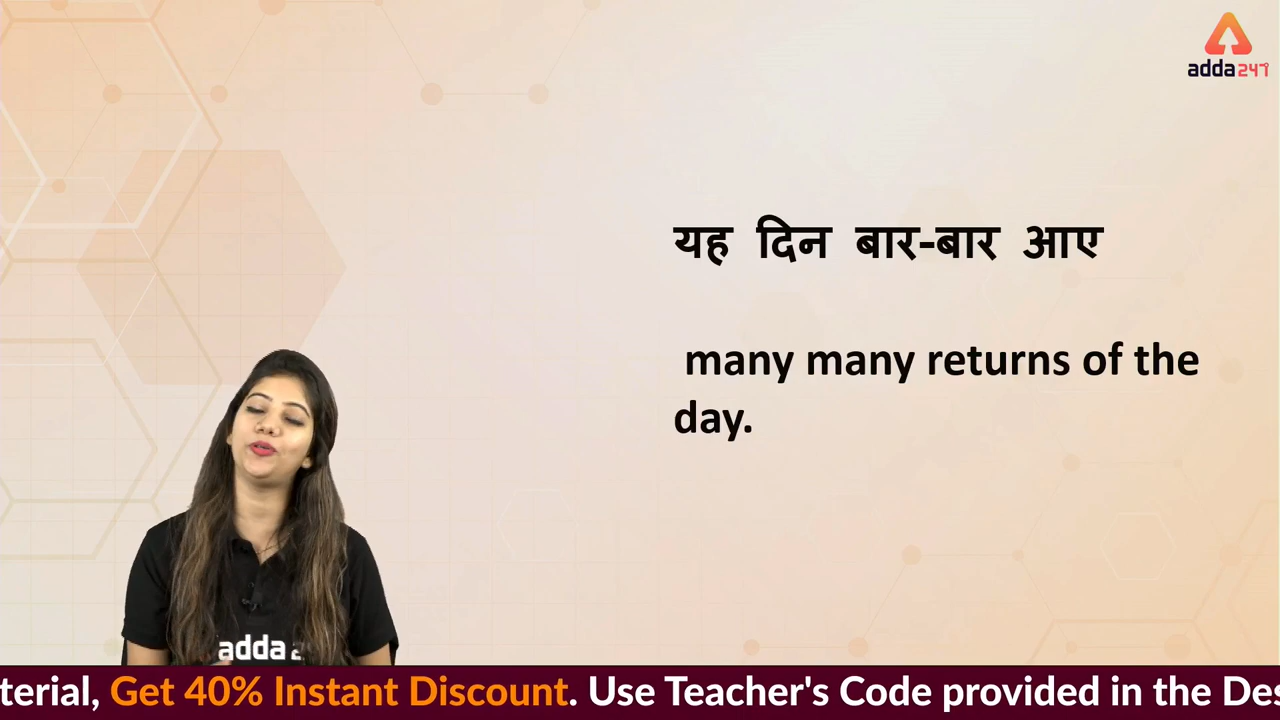 adda247
यह दिन बार-बार आए
many many returns of the
day.
adda
terial, Get 40% Instant Discount. Use Teacher's Code provided in the Des